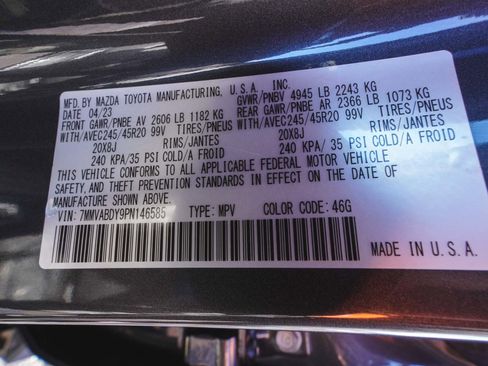 MFD. BY MAZDA TOYOTA MANUFACTURING, U.S.A., INC.
DATE 04/23 GVWR/PNBV 4945 LB 2243 KG
FRONT GAWR/PNBE AV 2606 LB 1182 KG REAR GAWR/PNBE AR 2366 LB 1073 KG
WITH/AVEC245/45R20 99V TIRES/PNEUS WITH/AVEC245/45R20 99V TIRES/PNEUS
20X8J RIMS/JANTES 20X8J RIMS/JANTES
240 KPA/35 PSI COLD/A FROID 240 KPA/35 PSI COLD/A FROID
THIS VEHICLE CONFORMS TO ALL APPLICABLE FEDERAL MOTOR VEHICLE
SAFETY, AND THEFT PREVENTION STANDARDS IN EFFECT ON THE DATE OF
MANUFACTURE SHOWN ABOVE.
VIN: 7MMVABDY9PN146585 TYPE: MPV COLOR CODE: 46G
MADE IN U.S.A.